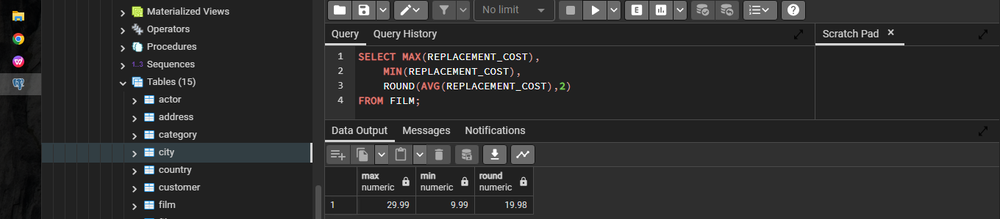 Materialized Views
Operators
Procedures
1..3 Sequences
Tables (15)
actor
address
category
city
country
customer
film
No limit
E
Query
Query History
Scratch Pad
1 SELECT MAX(REPLACEMENT_COST),
2 MIN(REPLACEMENT_COST),
3 ROUND(AVG(REPLACEMENT_COST),2)
4 FROM FILM;
Data Output
Messages
Notifications
max
numeric
min
numeric
round
numeric
1 29.99 9.99 19.98